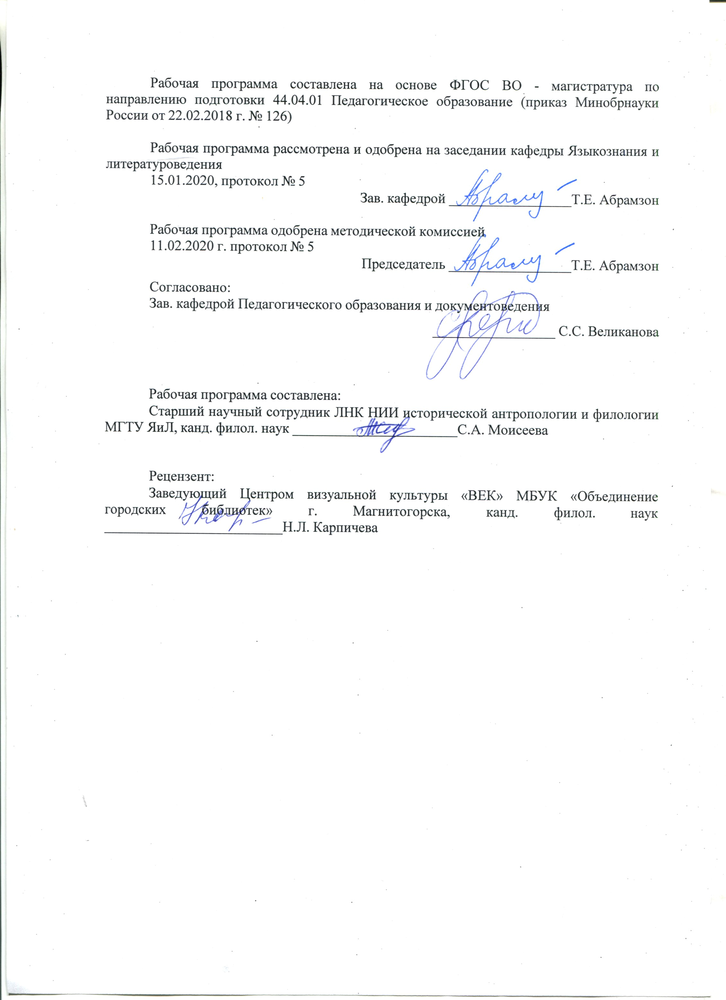 Рабочая программа составлена на основе ФГОС ВО - магистратура по
направлению подготовки 44.04.01 Педагогическое образование (приказ Минобрнауки
России от 22.02.2018 г. № 126)
Рабочая программа рассмотрена и одобрена на заседании кафедры Языкознания и
литературоведения
15.01.2020, протокол № 5
Зав. кафедрой ________________Т.Е. Абрамзон
Рабочая программа одобрена методической комиссией
11.02.2020 г. протокол № 5
Председатель ________________Т.Е. Абрамзон
Согласовано:
Зав. кафедрой Педагогического образования и документоведения
________________ С.С. Великанова
Рабочая программа составлена:
Старший научный сотрудник ЛНК НИИ исторической антропологии и филологии
МГТУ ЯиЛ, канд. филол. наук ______________________С.А. Моисеева
Рецензент:
Заведующий Центром визуальной культуры «ВЕК» МБУК «Объединение
городских библиотек» г. Магнитогорска, канд. филол. наук
________________________Н.Л. Карпичева